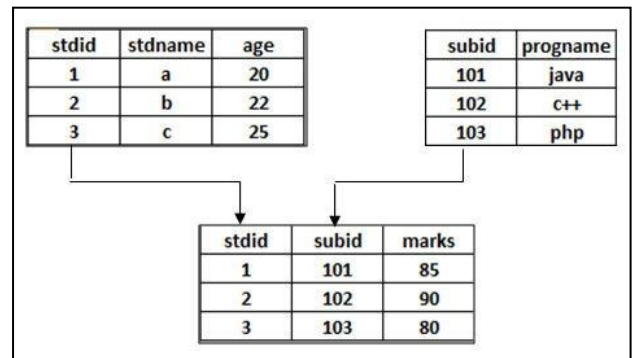 stdid stdname age
1 a 20
2 b 22
3 c 25
subid progname
101 java
102 c++
103 php
stdid subid marks
1 101 85
2 102 90
3 103 80